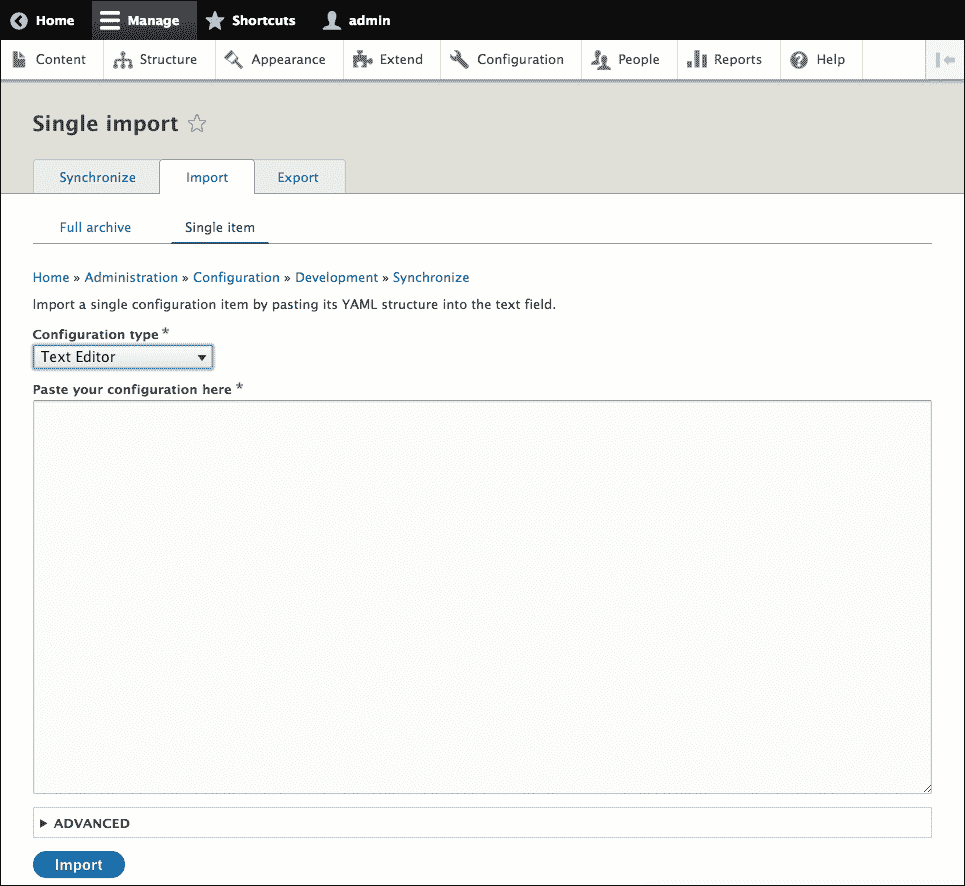 Home Manage Shortcuts admin
Content Structure Appearance Extend Configuration People Reports Help
Single import
Synchronize Import Export
Full archive Single item
Home » Administration » Configuration » Development » Synchronize
Import a single configuration item by pasting its YAML structure into the text field.
Configuration type *
Text Editor
Paste your configuration here *
ADVANCED
Import